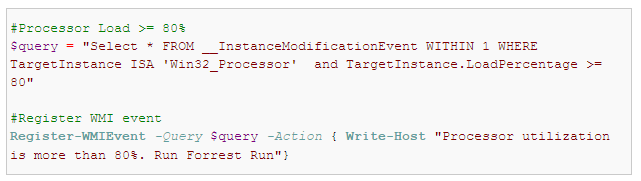 #Processor Load >= 80%
$query = "Select * FROM __InstanceModificationEvent WITHIN 1 WHERE
TargetInstance ISA 'Win32_Processor'  and TargetInstance.LoadPercentage >=
80"
#Register WMI event
Register-WMIEvent -Query $query -Action { Write-Host "Processor utilization
is more than 80%. Run Forrest Run"}